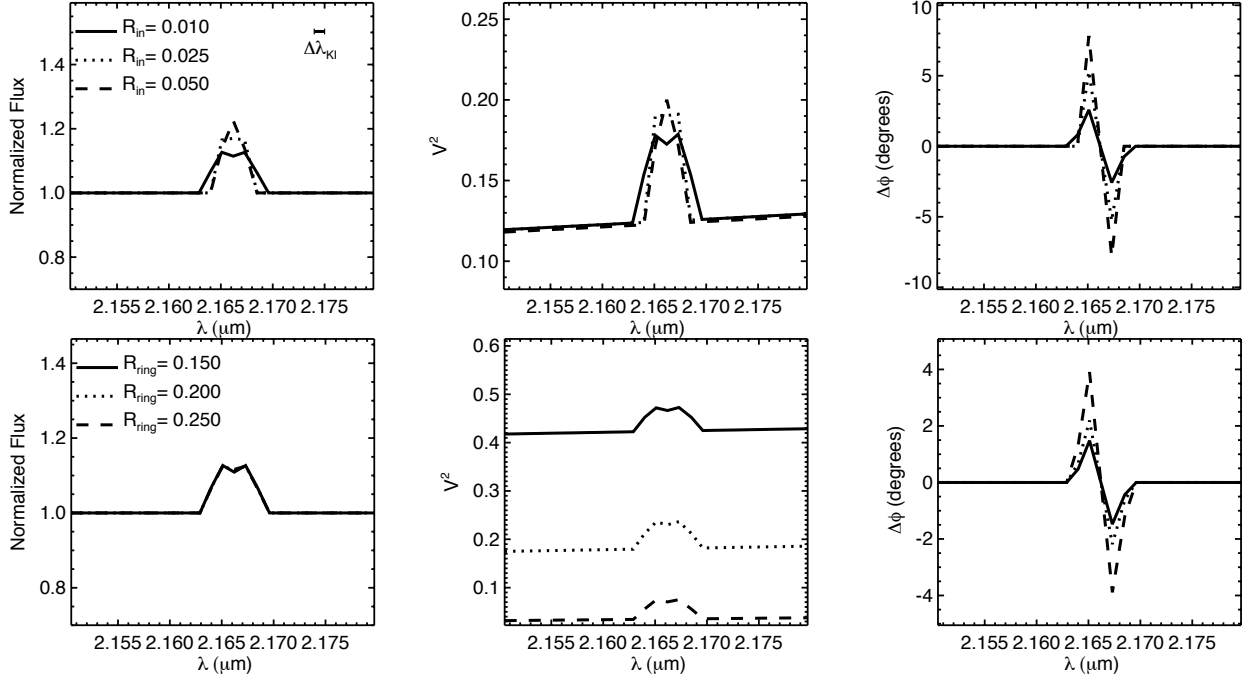 R_in= 0.010
R_in= 0.025
R_in= 0.050
Δλ_KI
Normalized Flux
1.4
1.2
1.0
0.8
2.155 2.160 2.165 2.170 2.175
λ (μm)
V²
0.25
0.20
0.15
0.10
2.155 2.160 2.165 2.170 2.175
λ (μm)
Δφ (degrees)
10
5
0
-5
-10
2.155 2.160 2.165 2.170 2.175
λ (μm)
R_ring= 0.150
R_ring= 0.200
R_ring= 0.250
Normalized Flux
1.4
1.2
1.0
0.8
2.155 2.160 2.165 2.170 2.175
λ (μm)
V²
0.6
0.5
0.4
0.3
0.2
0.1
2.155 2.160 2.165 2.170 2.175
λ (μm)
Δφ (degrees)
4
2
0
-2
-4
2.155 2.160 2.165 2.170 2.175
λ (μm)